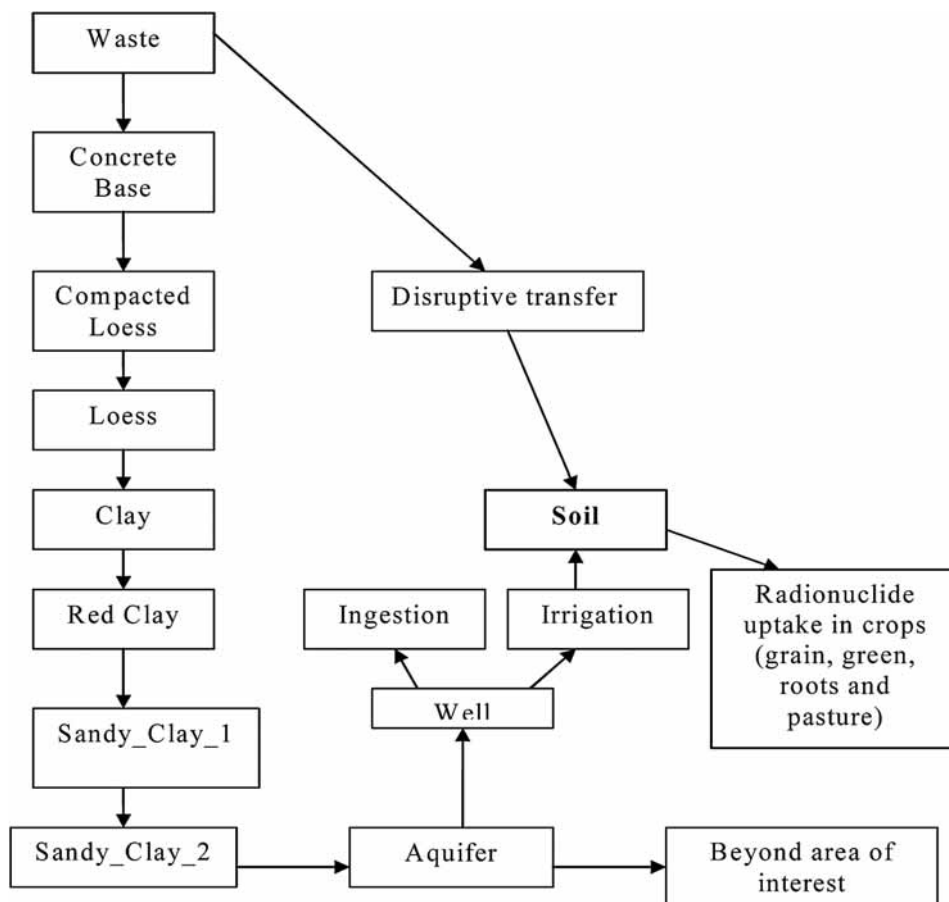 Waste
Concrete
Base
Compacted
Loess
Disruptive transfer
Loess
Clay
Soil
Red Clay
Ingestion
Irrigation
Radionuclide
uptake in crops
(grain, green,
roots and
pasture)
Well
Sandy_Clay_1
Sandy_Clay_2
Aquifer
Beyond area of
interest